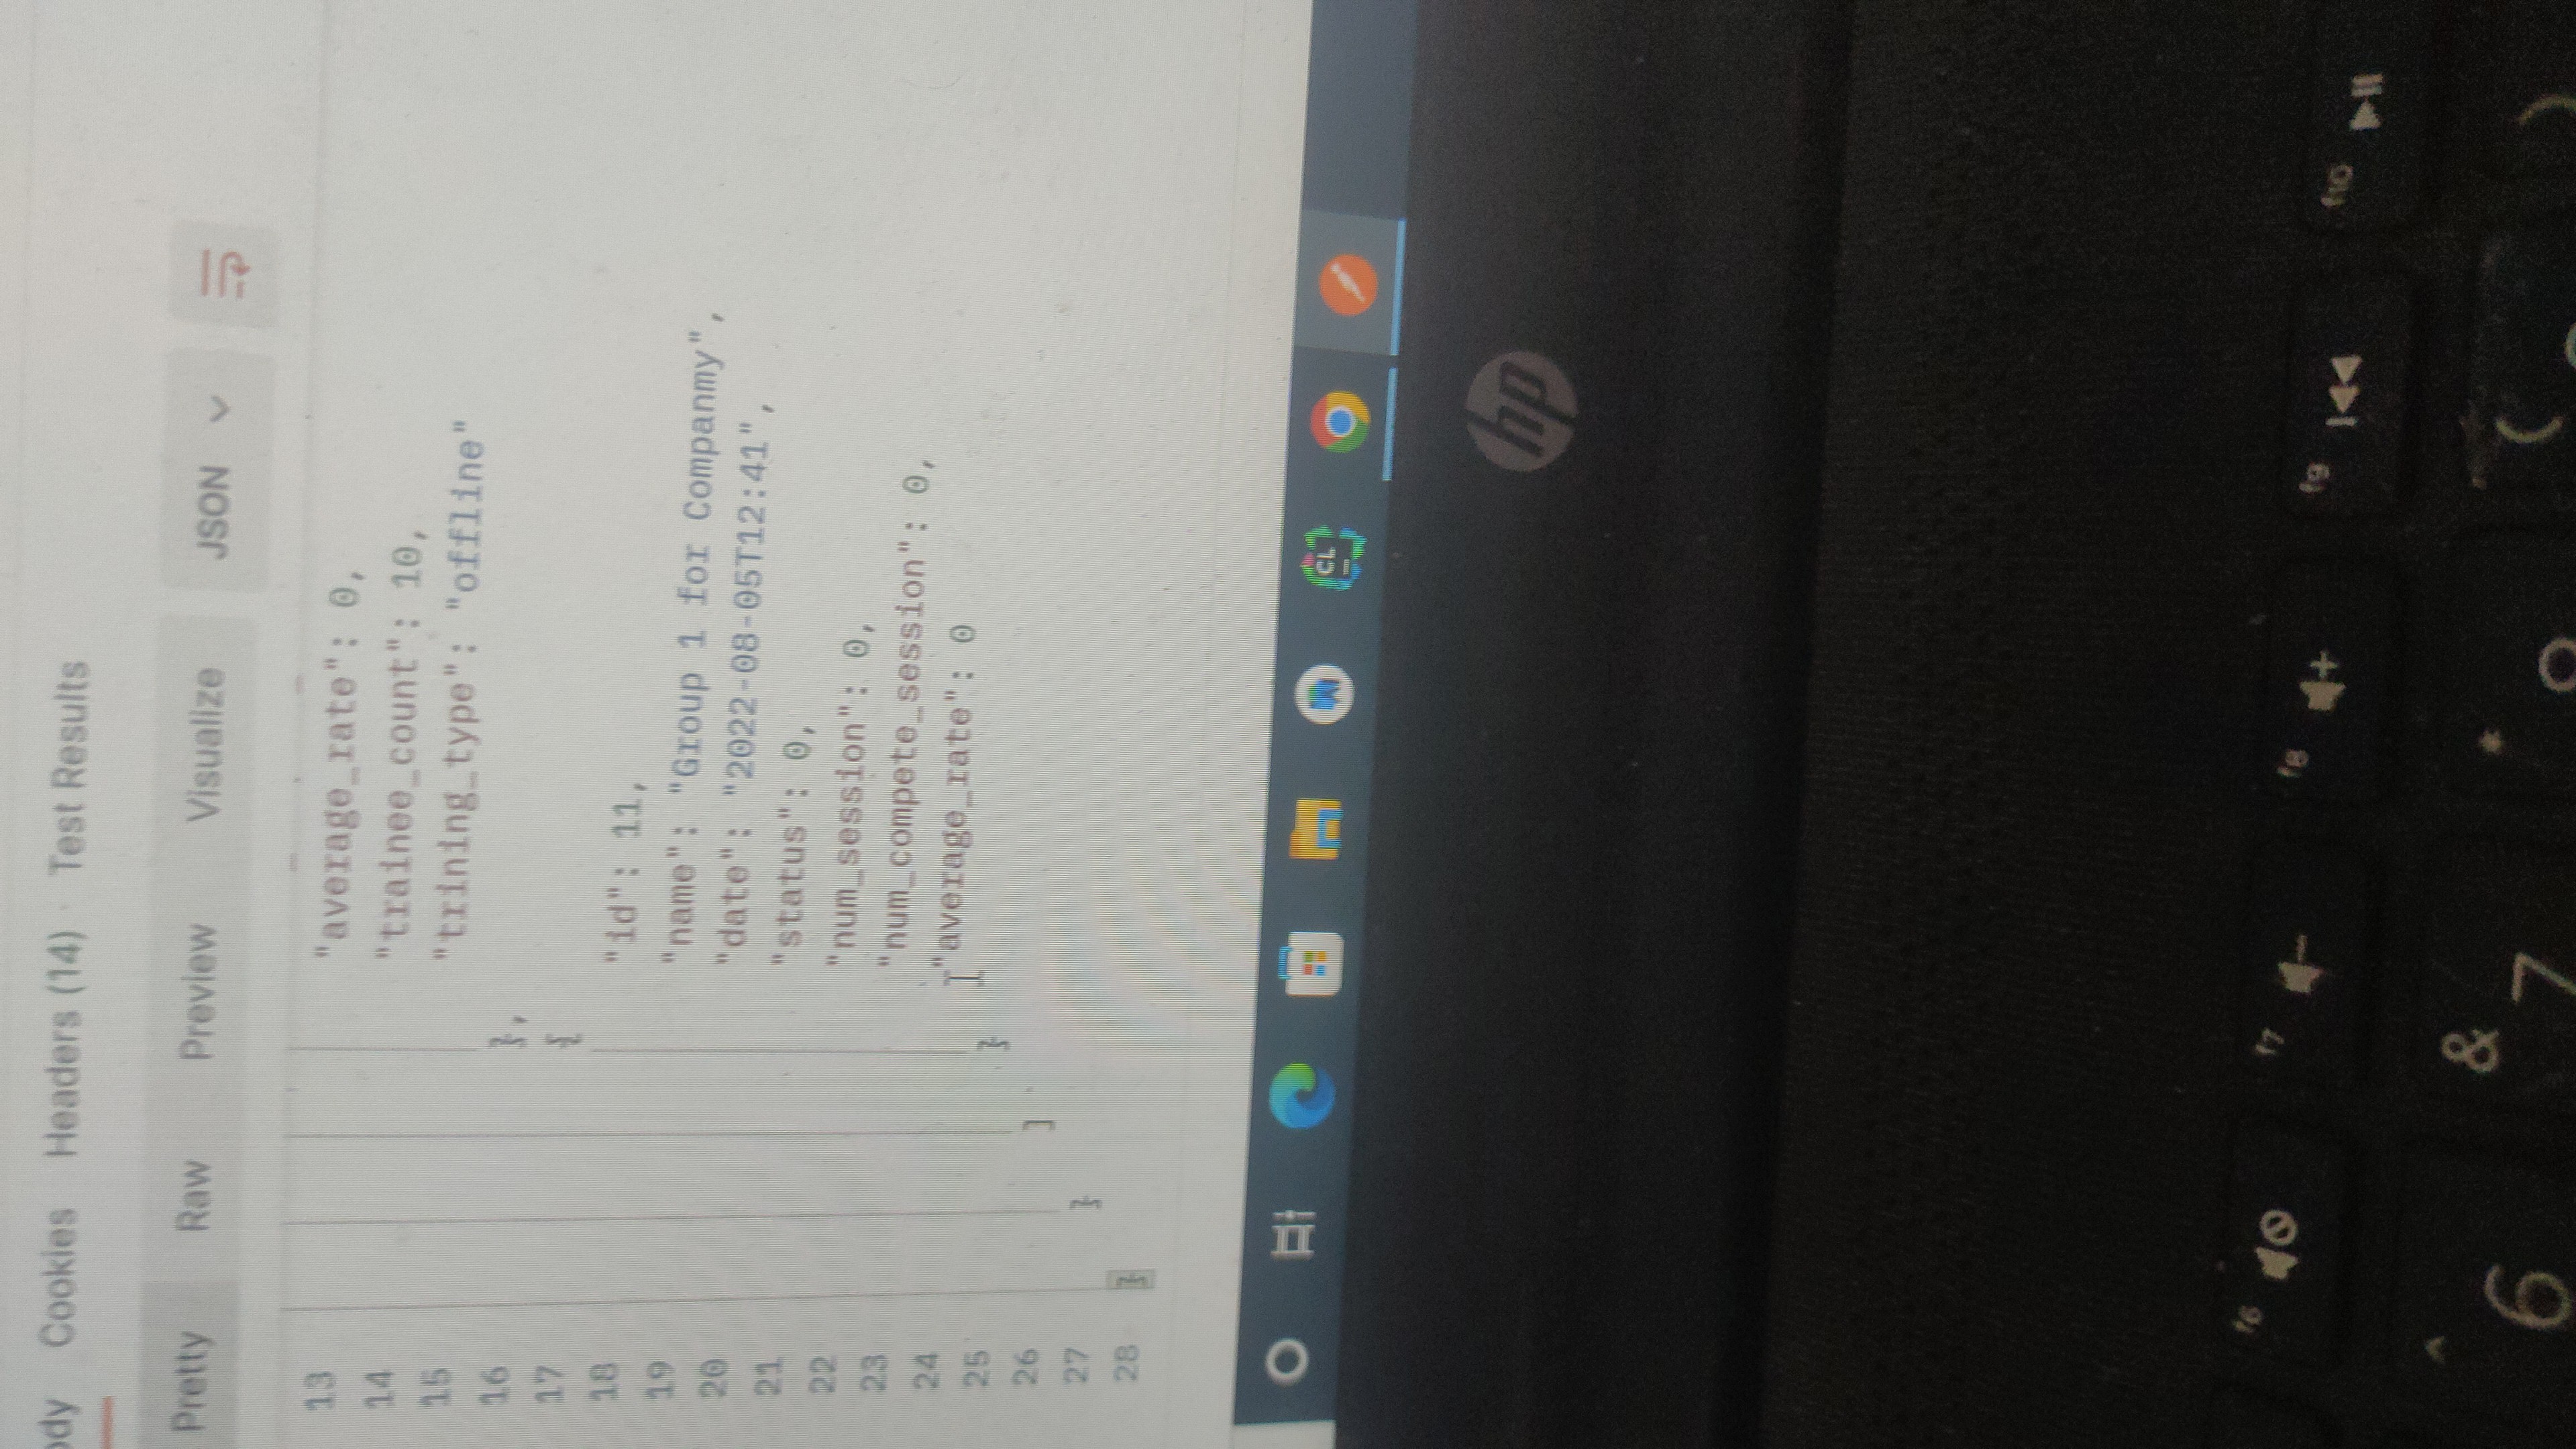 ody Cookies Headers (14) Test Results
Pretty Raw Preview Visualize JSON
13 "average_rate": 0,
14 "trainee_count": 10,
15 "trining_type": "offline"
16 },
17 {
18 "id": 11,
19 "name": "Group 1 for Companmy",
20 "date": "2022-08-05T12:41",
21 "status": 0,
22 "num_session": 0,
23 "num_compete_session": 0,
24 "average_rate": 0
25 }
26 ]
27 }
28 }
CL
hp
f6 f7 f8 f9 f10
^ & * ( )
6 7